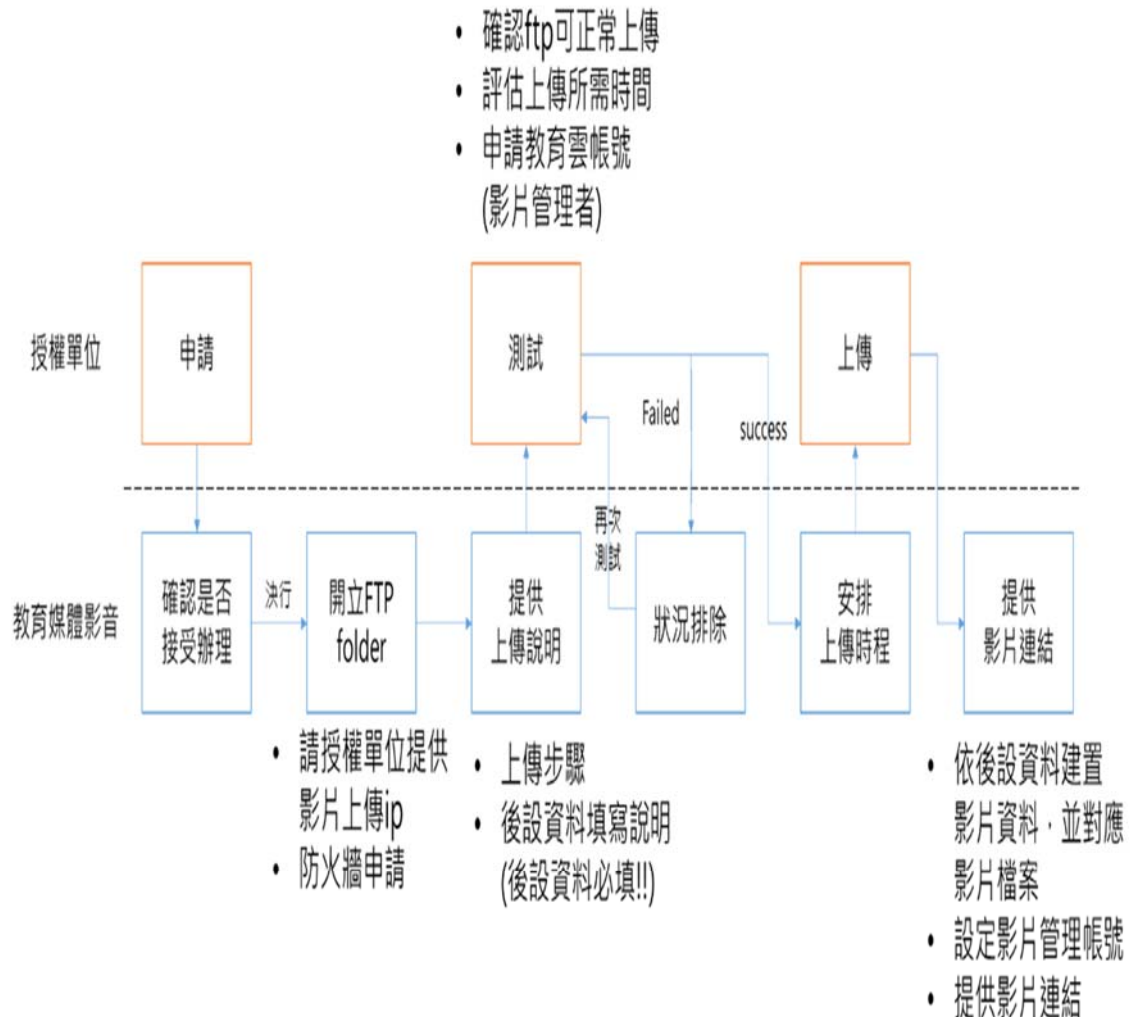 • 確認ftp可正常上傳
• 評估上傳所需時間
• 申請教育雲帳號
(影片管理者)
授權單位
申請
測試
上傳
Failed
success
再次
測試
教育媒體影音
確認是否
接受辦理
決行
開立FTP
folder
提供
上傳說明
狀況排除
安排
上傳時程
提供
影片連結
• 請授權單位提供
影片上傳ip
• 防火牆申請
• 上傳步驟
• 後設資料填寫說明
(後設資料必填!!)
• 依後設資料建置
影片資料，並對應
影片檔案
• 設定影片管理帳號
• 提供影片連結